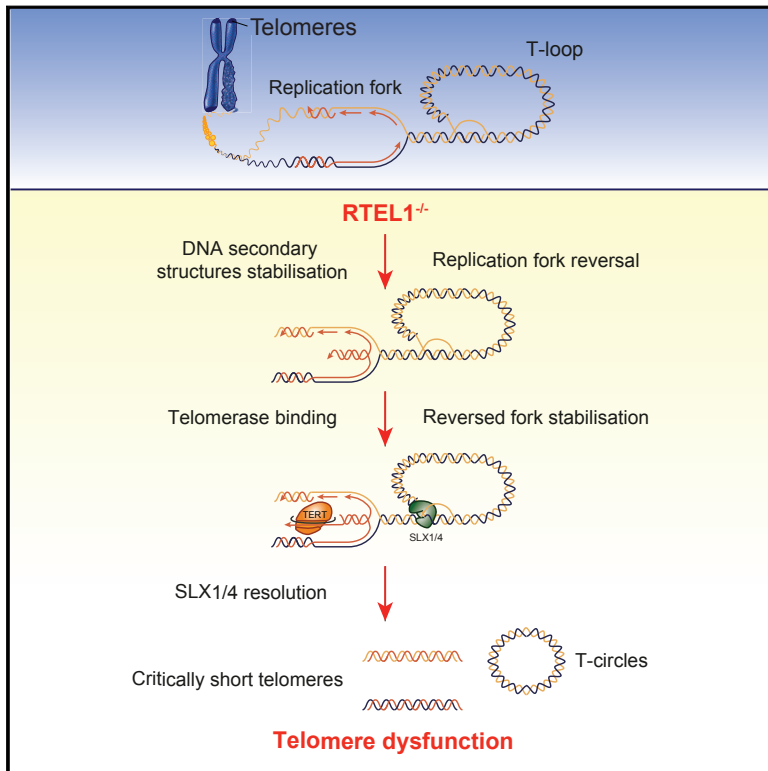 Telomeres
T-loop
Replication fork
RTEL1-/-
DNA secondary
structures stabilisation
Replication fork reversal
Telomerase binding
Reversed fork stabilisation
TERT
SLX1/4
SLX1/4 resolution
Critically short telomeres
T-circles
Telomere dysfunction